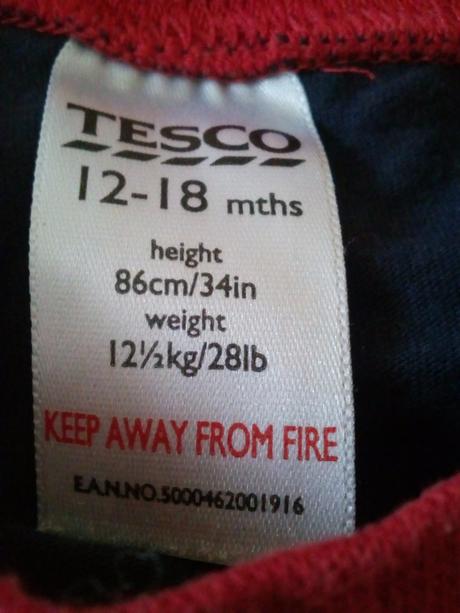 TESCO
12-18 mths
height
86cm/34in
weight
12½kg/28lb
KEEP AWAY FROM FIRE
E.A.N.NO.5000462001916